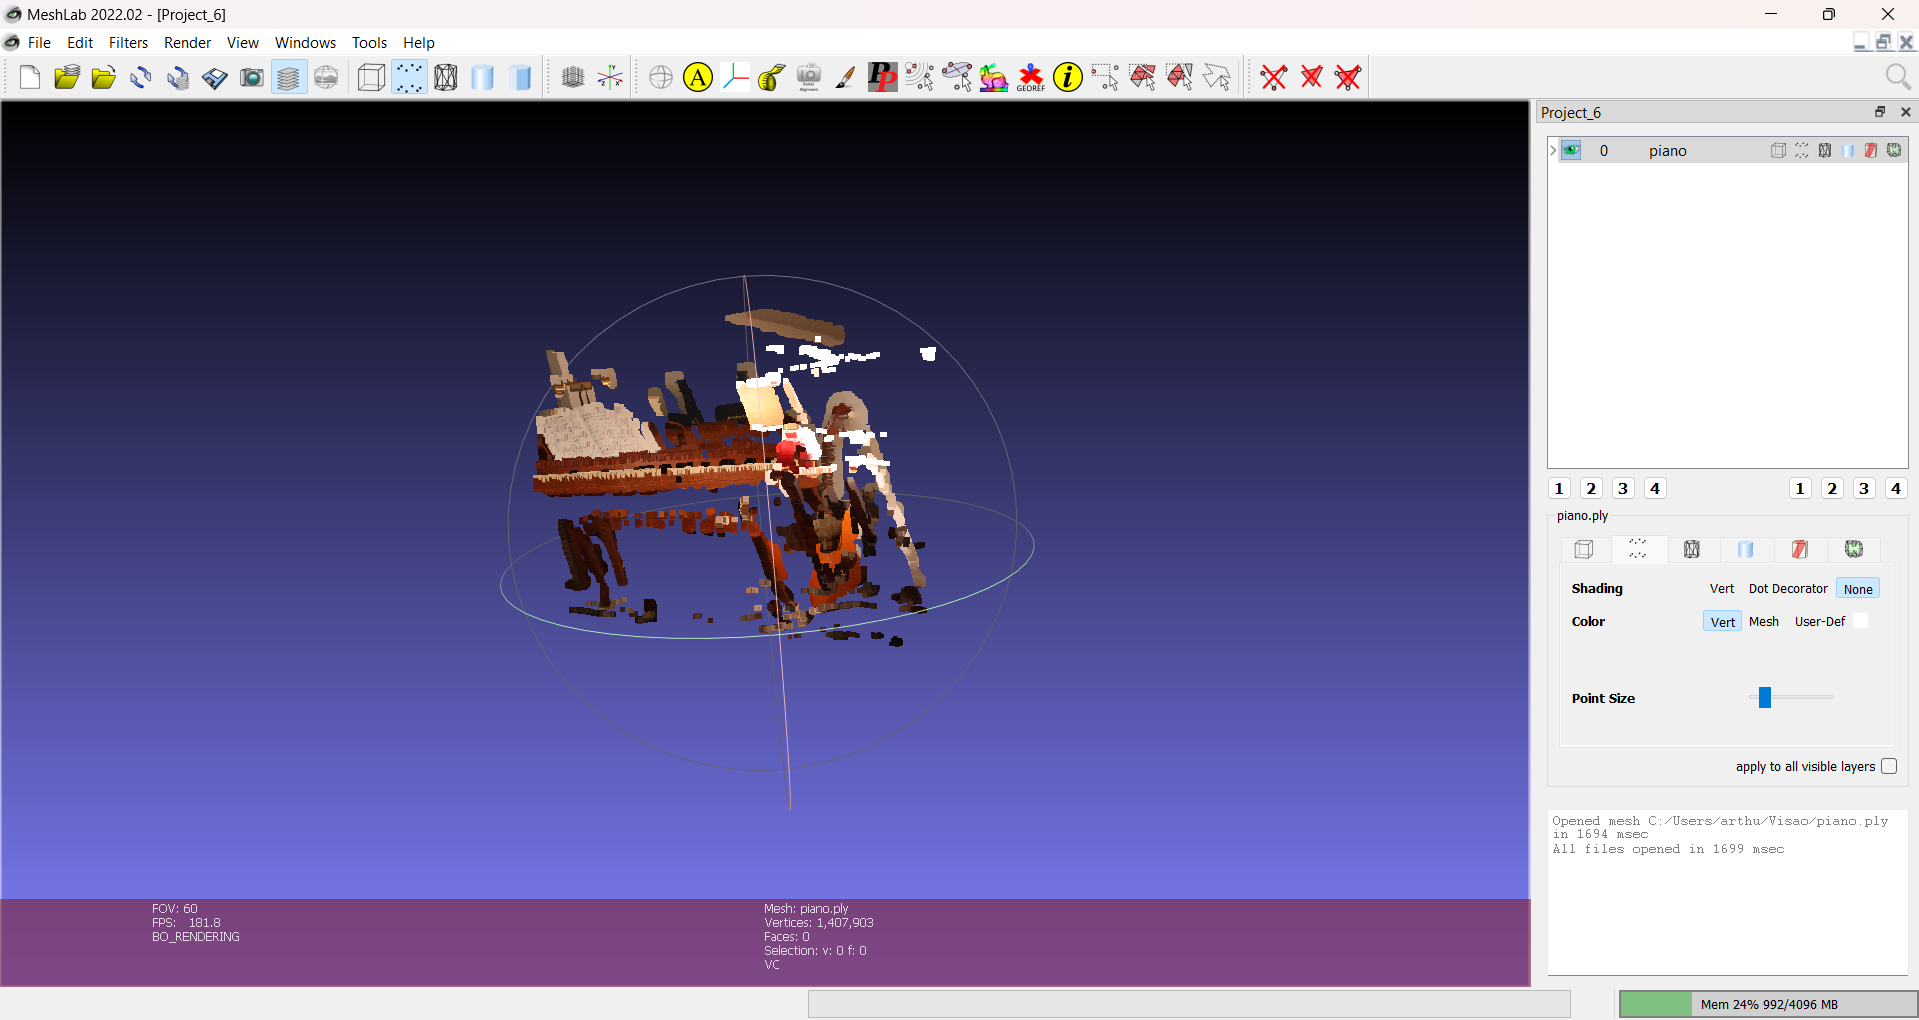 MeshLab 2022.02 - [Project_6]
File Edit Filters Render View Windows Tools Help
A
PP
GEOREF
i
Project_6
0 piano
1 2 3 4 1 2 3 4
piano.ply
Shading Vert Dot Decorator None
Color Vert Mesh User-Def
Point Size
apply to all visible layers
Opened mesh C:/Users/arthu/Visao/piano.ply
in 1694 msec
All files opened in 1699 msec
FOV: 60
FPS: 181.8
BO_RENDERING
Mesh: piano.ply
Vertices: 1,407,903
Faces: 0
Selection: v: 0 f: 0
VC
Mem 24% 992/4096 MB